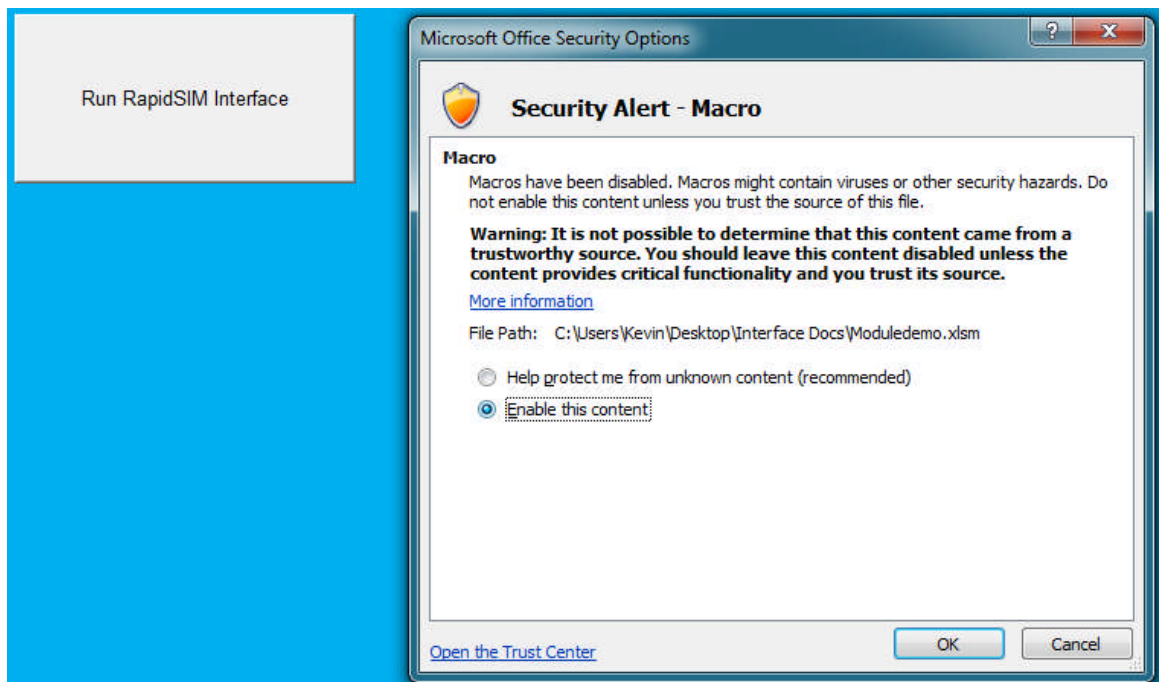 Run RapidSIM Interface
Microsoft Office Security Options
?
X
Security Alert - Macro
Macro
Macros have been disabled. Macros might contain viruses or other security hazards. Do
not enable this content unless you trust the source of this file.
Warning: It is not possible to determine that this content came from a
trustworthy source. You should leave this content disabled unless the
content provides critical functionality and you trust its source.
More information
File Path: C:\Users\Kevin\Desktop\Interface Docs\Moduledemo.xlsm
Help protect me from unknown content (recommended)
Enable this content
Open the Trust Center
OK
Cancel